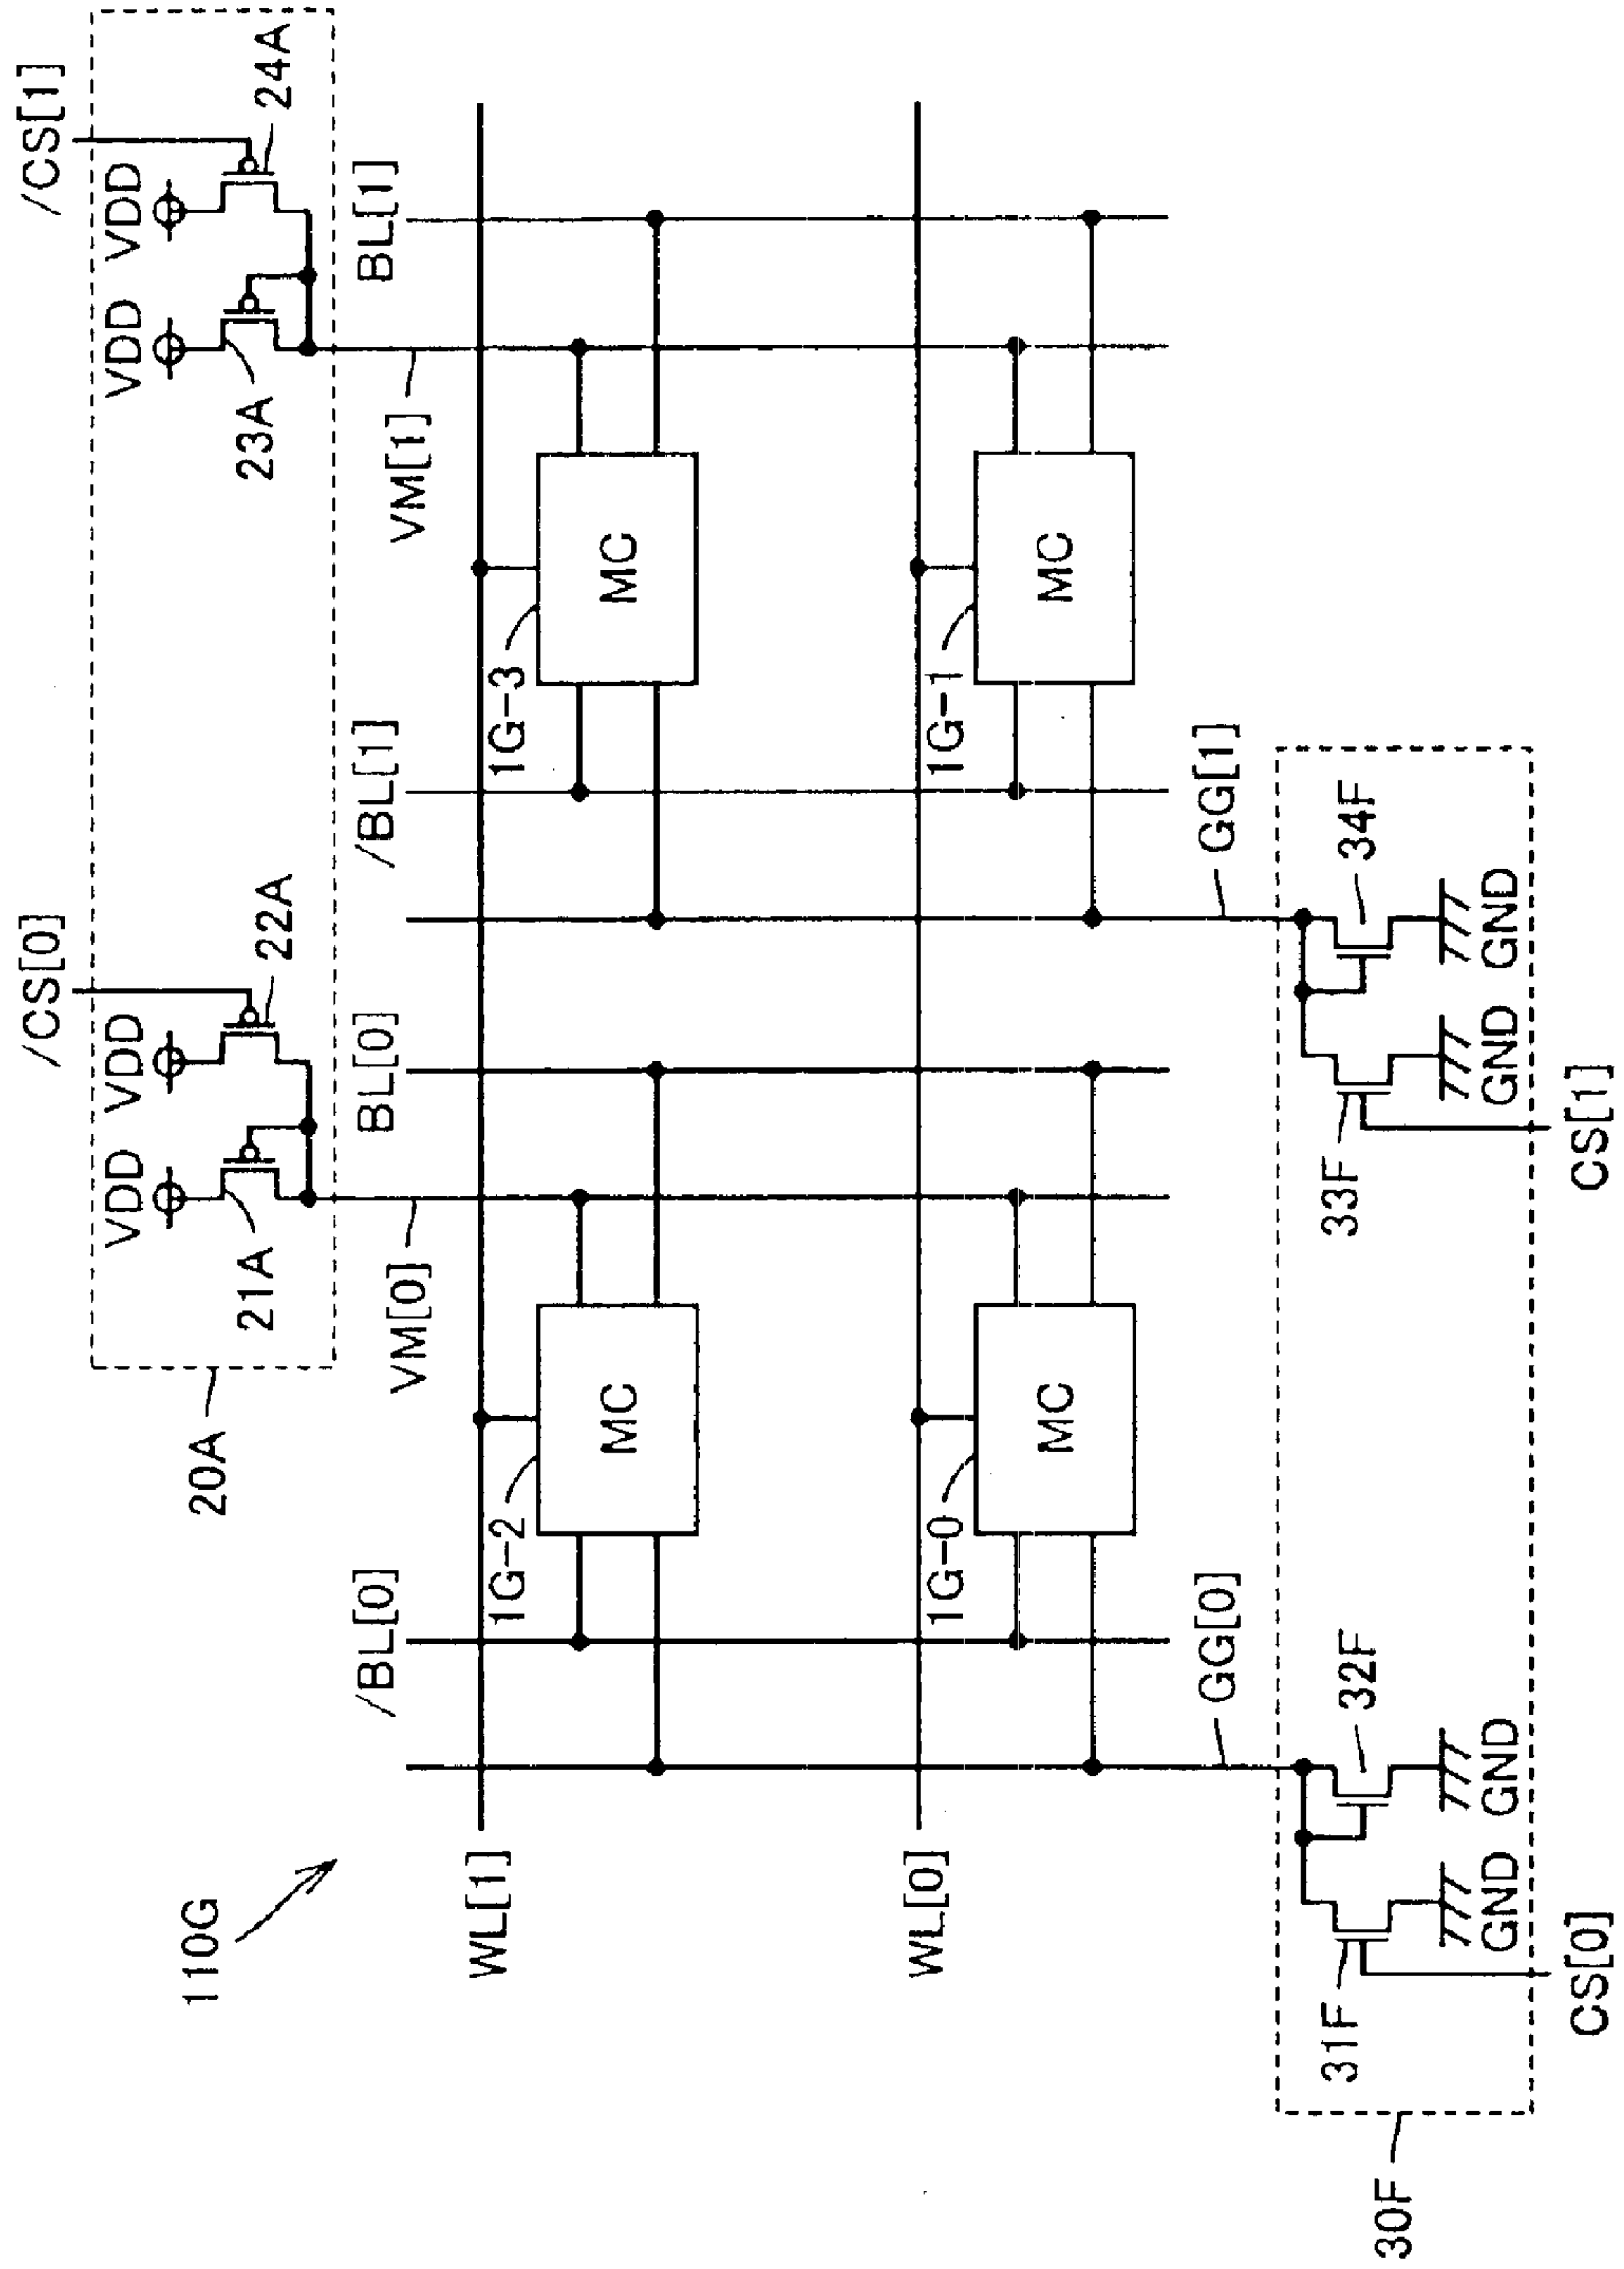 110G
20A
/CS[0]
/CS[1]
VDD
VDD
VDD
VDD
21A
22A
23A
24A
/BL[0]
VM[0]
BL[0]
/BL[1]
VM[1]
BL[1]
WL[1]
1G-2
MC
1G-3
MC
WL[0]
1G-0
MC
1G-1
MC
GG[0]
GG[1]
30F
31F
32F
33F
34F
GND
GND
GND
GND
CS[0]
CS[1]